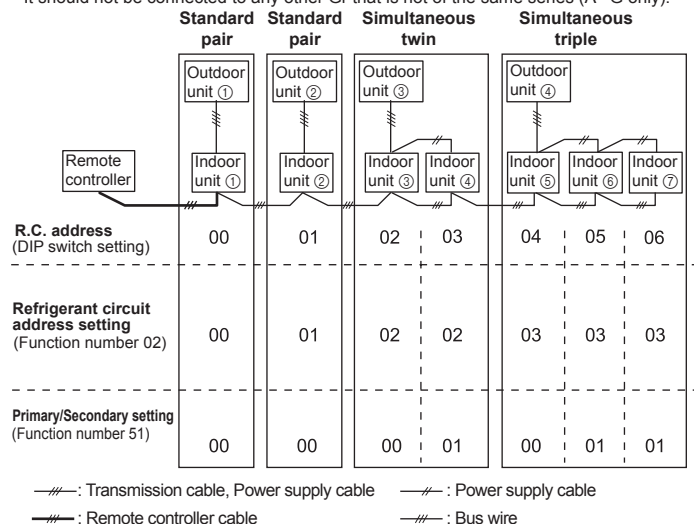 It should not be connected to any other GP that is not of the same series (A * G only).
Standard pair Standard pair Simultaneous twin Simultaneous triple
Outdoor unit ① Outdoor unit ② Outdoor unit ③ Outdoor unit ④
Remote controller Indoor unit ① Indoor unit ② Indoor unit ③ Indoor unit ④ Indoor unit ⑤ Indoor unit ⑥ Indoor unit ⑦
R.C. address
(DIP switch setting)
00 01 02 03 04 05 06
Refrigerant circuit
address setting
(Function number 02)
00 01 02 02 03 03 03
Primary/Secondary setting
(Function number 51)
00 00 00 01 00 01 01
: Transmission cable, Power supply cable : Power supply cable
: Remote controller cable : Bus wire